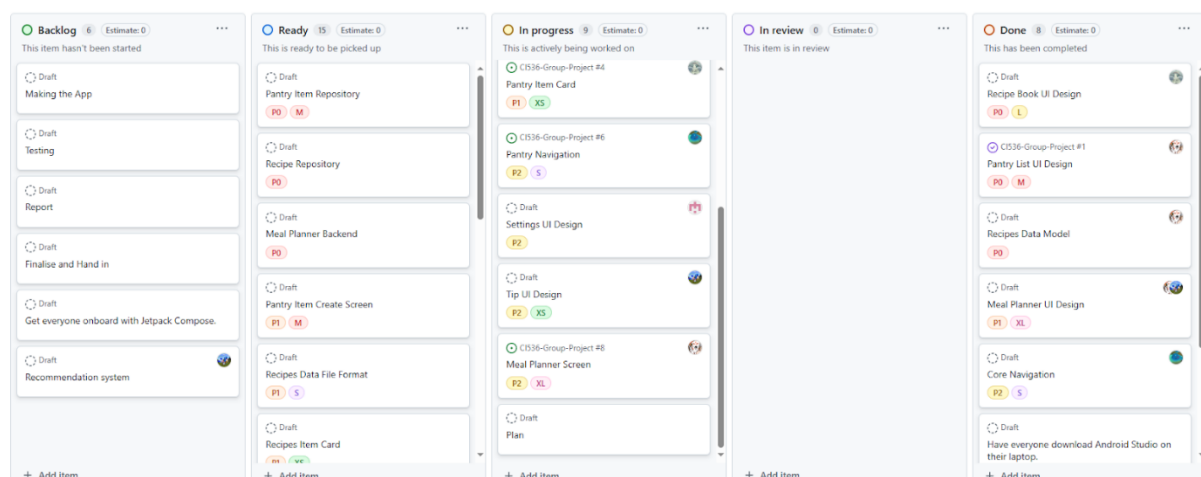 Backlog 6 Estimate: 0 ...
This item hasn't been started
Draft
Making the App
Draft
Testing
Draft
Report
Draft
Finalise and Hand in
Draft
Get everyone onboard with Jetpack Compose.
Draft
Recommendation system
+ Add item
Ready 15 Estimate: 0 ...
This is ready to be picked up
Draft
Pantry Item Repository
P0 M
Draft
Recipe Repository
P0
Draft
Meal Planner Backend
P0
Draft
Pantry Item Create Screen
P1 M
Draft
Recipes Data File Format
P1 S
Draft
Recipes Item Card
P1 XS
+ Add item
In progress 9 Estimate: 0 ...
This is actively being worked on
CI536-Group-Project #4
Pantry Item Card
P1 XS
CI536-Group-Project #6
Pantry Navigation
P2 S
Draft
Settings UI Design
P2
Draft
Tip UI Design
P2 XS
CI536-Group-Project #8
Meal Planner Screen
P2 XL
Draft
Plan
+ Add item
In review 0 Estimate: 0 ...
This item is in review
+ Add item
Done 8 Estimate: 0 ...
This has been completed
Draft
Recipe Book UI Design
P0 L
CI536-Group-Project #1
Pantry List UI Design
P0 M
Draft
Recipes Data Model
P0
Draft
Meal Planner UI Design
P1 XL
Draft
Core Navigation
P2 S
Draft
Have everyone download Android Studio on
their laptop.
+ Add item